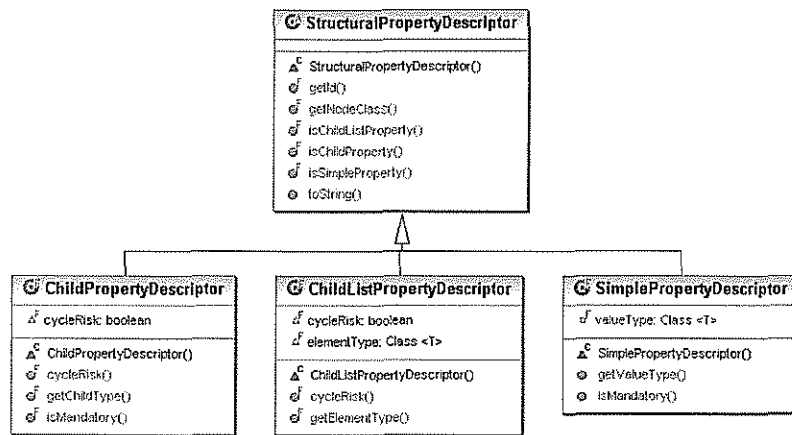 StructuralPropertyDescriptor
StructuralPropertyDescriptor()
getId()
getNodeClass()
isChildListProperty()
isChildProperty()
isSimpleProperty()
toString()
ChildPropertyDescriptor
cycleRisk: boolean
ChildPropertyDescriptor()
cycleRisk()
getChildType()
isMandatory()
ChildListPropertyDescriptor
cycleRisk: boolean
elementType: Class <T>
ChildListPropertyDescriptor()
cycleRisk()
getElementType()
SimplePropertyDescriptor
valueType: Class <T>
SimplePropertyDescriptor()
getValueType()
isMandatory()